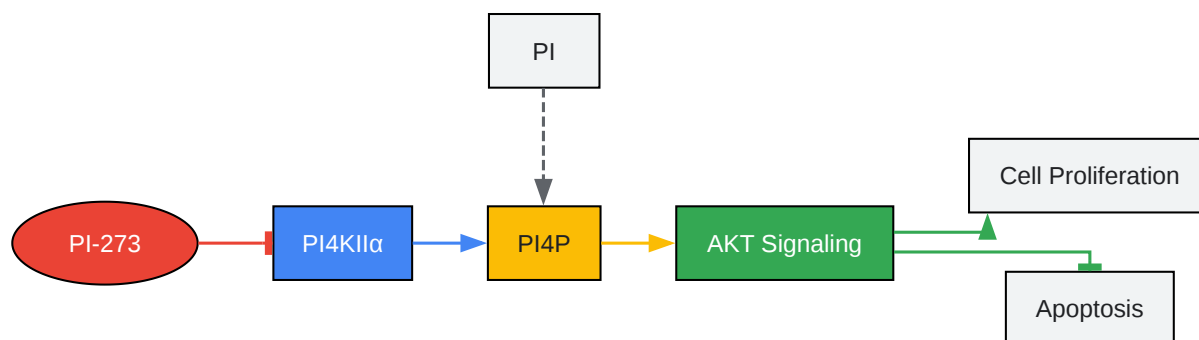 PI
Cell Proliferation
PI-273
PI4KIIα
PI4P
AKT Signaling
Apoptosis